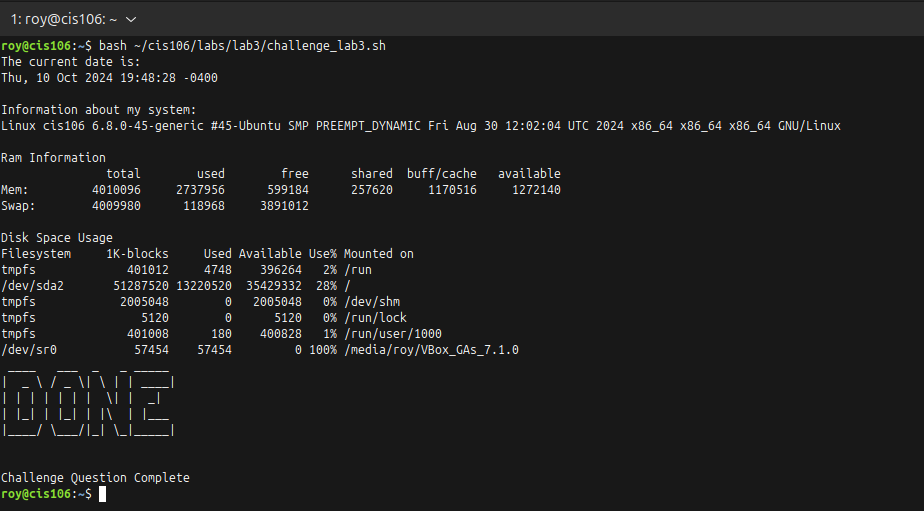 1: roy@cis106: ~
roy@cis106:~$ bash ~/cis106/labs/lab3/challenge_lab3.sh
The current date is:
Thu, 10 Oct 2024 19:48:28 -0400

Information about my system:
Linux cis106 6.8.0-45-generic #45-Ubuntu SMP PREEMPT_DYNAMIC Fri Aug 30 12:02:04 UTC 2024 x86_64 x86_64 x86_64 GNU/Linux

Ram Information
               total        used        free      shared  buff/cache   available
Mem:         4010096     2737956      599184      257620     1170516     1272140
Swap:        4009980      118968     3891012

Disk Space Usage
Filesystem     1K-blocks     Used Available Use% Mounted on
tmpfs             401012     4748    396264   2% /run
/dev/sda2       51287520 13220520  35429332  28% /
tmpfs            2005048        0   2005048   0% /dev/shm
tmpfs               5120        0      5120   0% /run/lock
tmpfs             401008      180    400828   1% /run/user/1000
/dev/sr0           57454    57454         0 100% /media/roy/VBox_GAs_7.1.0
 ____   ___  _   _ _____
|  _ \ / _ \| \ | | ____|
| | | | | | |  \| |  _|
| |_| | |_| | |\  | |___
|____/ \___/|_| \_|_____|

Challenge Question Complete
roy@cis106:~$